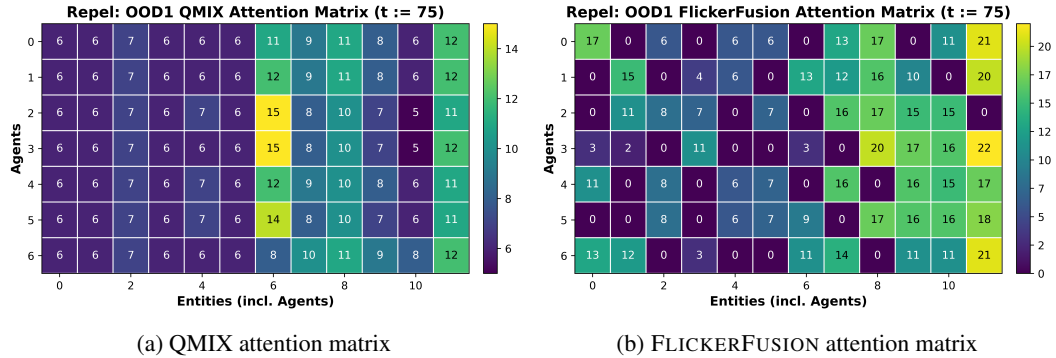 Repel: OOD1 QMIX Attention Matrix (t := 75)
0 6 6 7 6 6 6 11 9 11 8 6 12
1 6 6 7 6 6 6 12 9 11 8 6 12
2 6 6 7 6 7 6 15 8 10 7 5 11
3 6 6 7 6 7 6 15 8 10 7 5 12
4 6 6 7 6 7 6 12 9 10 8 6 11
5 6 6 7 6 7 6 14 8 10 7 6 11
6 6 6 7 6 6 6 8 10 11 9 8 12
0 2 4 6 8 10
Entities (incl. Agents)
Agents
14
12
10
8
6
(a) QMIX attention matrix
Repel: OOD1 FlickerFusion Attention Matrix (t := 75)
0 17 0 6 0 6 6 0 13 17 0 11 21
1 0 15 0 4 6 0 13 12 16 10 0 20
2 0 11 8 7 0 7 0 16 17 15 15 0
3 3 2 0 11 0 0 3 0 20 17 16 22
4 11 0 8 0 6 7 0 16 0 16 15 17
5 0 0 8 0 6 7 9 0 17 16 16 18
6 13 12 0 3 0 0 11 14 0 11 11 21
0 2 4 6 8 10
Entities (incl. Agents)
Agents
20
17
15
12
10
7
5
2
0
(b) FLICKERFUSION attention matrix